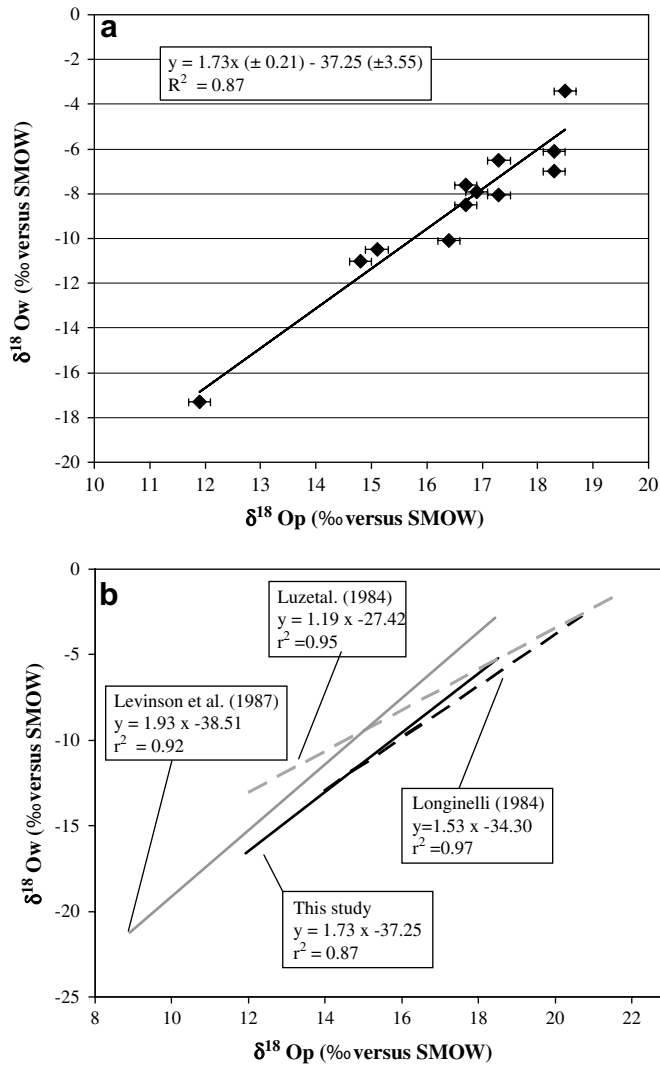 a
0
-2
-4
-6
-8
-10
-12
-14
-16
-18
-20
y = 1.73x (± 0.21) - 37.25 (±3.55)
R² = 0.87
δ¹⁸ Ow (‰ versus SMOW)
10 11 12 13 14 15 16 17 18 19 20
δ¹⁸ Op (‰ versus SMOW)
b
0
-5
-10
-15
-20
-25
Luzetal. (1984)
y = 1.19 x -27.42
r² =0.95
Levinson et al. (1987)
y = 1.93 x -38.51
r² = 0.92
Longinelli (1984)
y=1.53 x -34.30
r² =0.97
This study
y = 1.73 x -37.25
r² = 0.87
δ¹⁸ Ow (‰ versus SMOW)
8 10 12 14 16 18 20 22
δ¹⁸ Op (‰ versus SMOW)